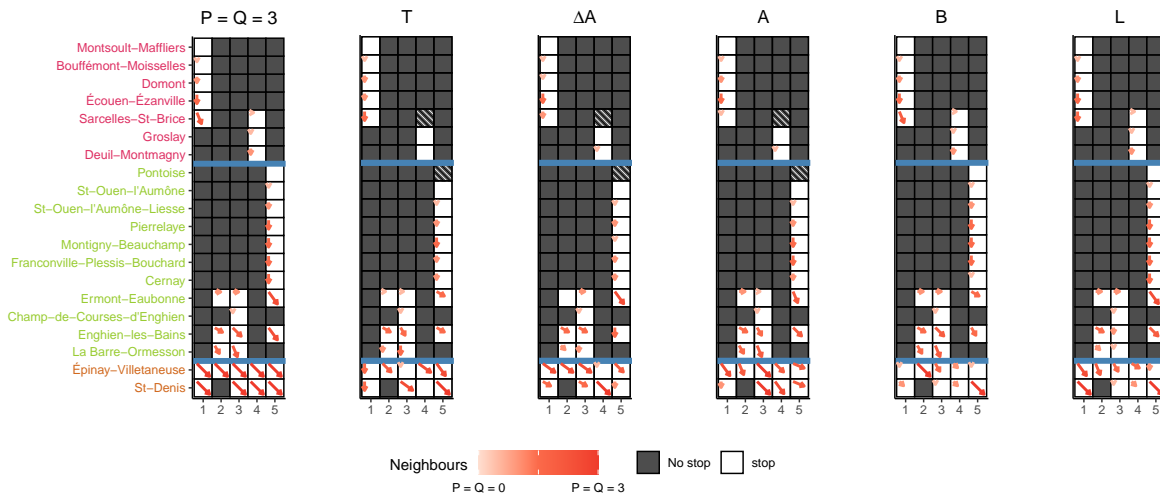 P = Q = 3 T ΔA A B L
Montsoult−Maffliers
Bouffémont−Moisselles
Domont
Écouen−Ézanville
Sarcelles−St−Brice
Groslay
Deuil−Montmagny
Pontoise
St−Ouen−l'Aumône
St−Ouen−l'Aumône−Liesse
Pierrelaye
Montigny−Beauchamp
Franconville−Plessis−Bouchard
Cernay
Ermont−Eaubonne
Champ−de−Courses−d'Enghien
Enghien−les−Bains
La Barre−Ormesson
Épinay−Villetaneuse
St−Denis
1 2 3 4 5 1 2 3 4 5 1 2 3 4 5 1 2 3 4 5 1 2 3 4 5 1 2 3 4 5
Neighbours No stop stop
P = Q = 0 P = Q = 3